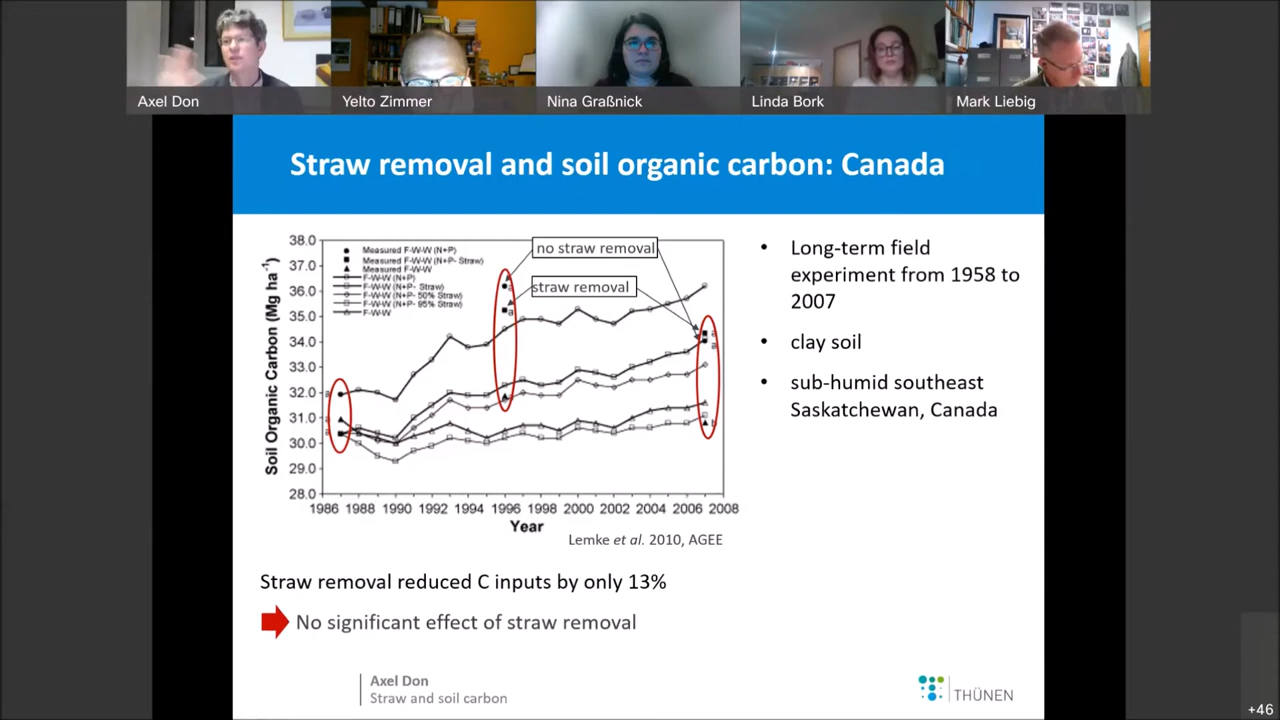 Axel Don
Yelto Zimmer
Nina Graßnick
Linda Bork
Mark Liebig
Straw removal and soil organic carbon: Canada
38.0
37.0
36.0
35.0
34.0
33.0
32.0
31.0
30.0
29.0
28.0
Soil Organic Carbon (Mg ha⁻¹)
Measured F-W-W (N+P)
Measured F-W-W (N+P- Straw)
Measured F-W-W
F-W-W (N+P)
F-W-W (N+P- Straw)
F-W-W (N+P- 50% Straw)
F-W-W (N+P- 95% Straw)
F-W-W
no straw removal
straw removal
a
a
a
a
b
1986 1988 1990 1992 1994 1996 1998 2000 2002 2004 2006 2008
Year
Lemke et al. 2010, AGEE
• Long-term field
experiment from 1958 to
2007
• clay soil
• sub-humid southeast
Saskatchewan, Canada
Straw removal reduced C inputs by only 13%
No significant effect of straw removal
Axel Don
Straw and soil carbon
THÜNEN
+46